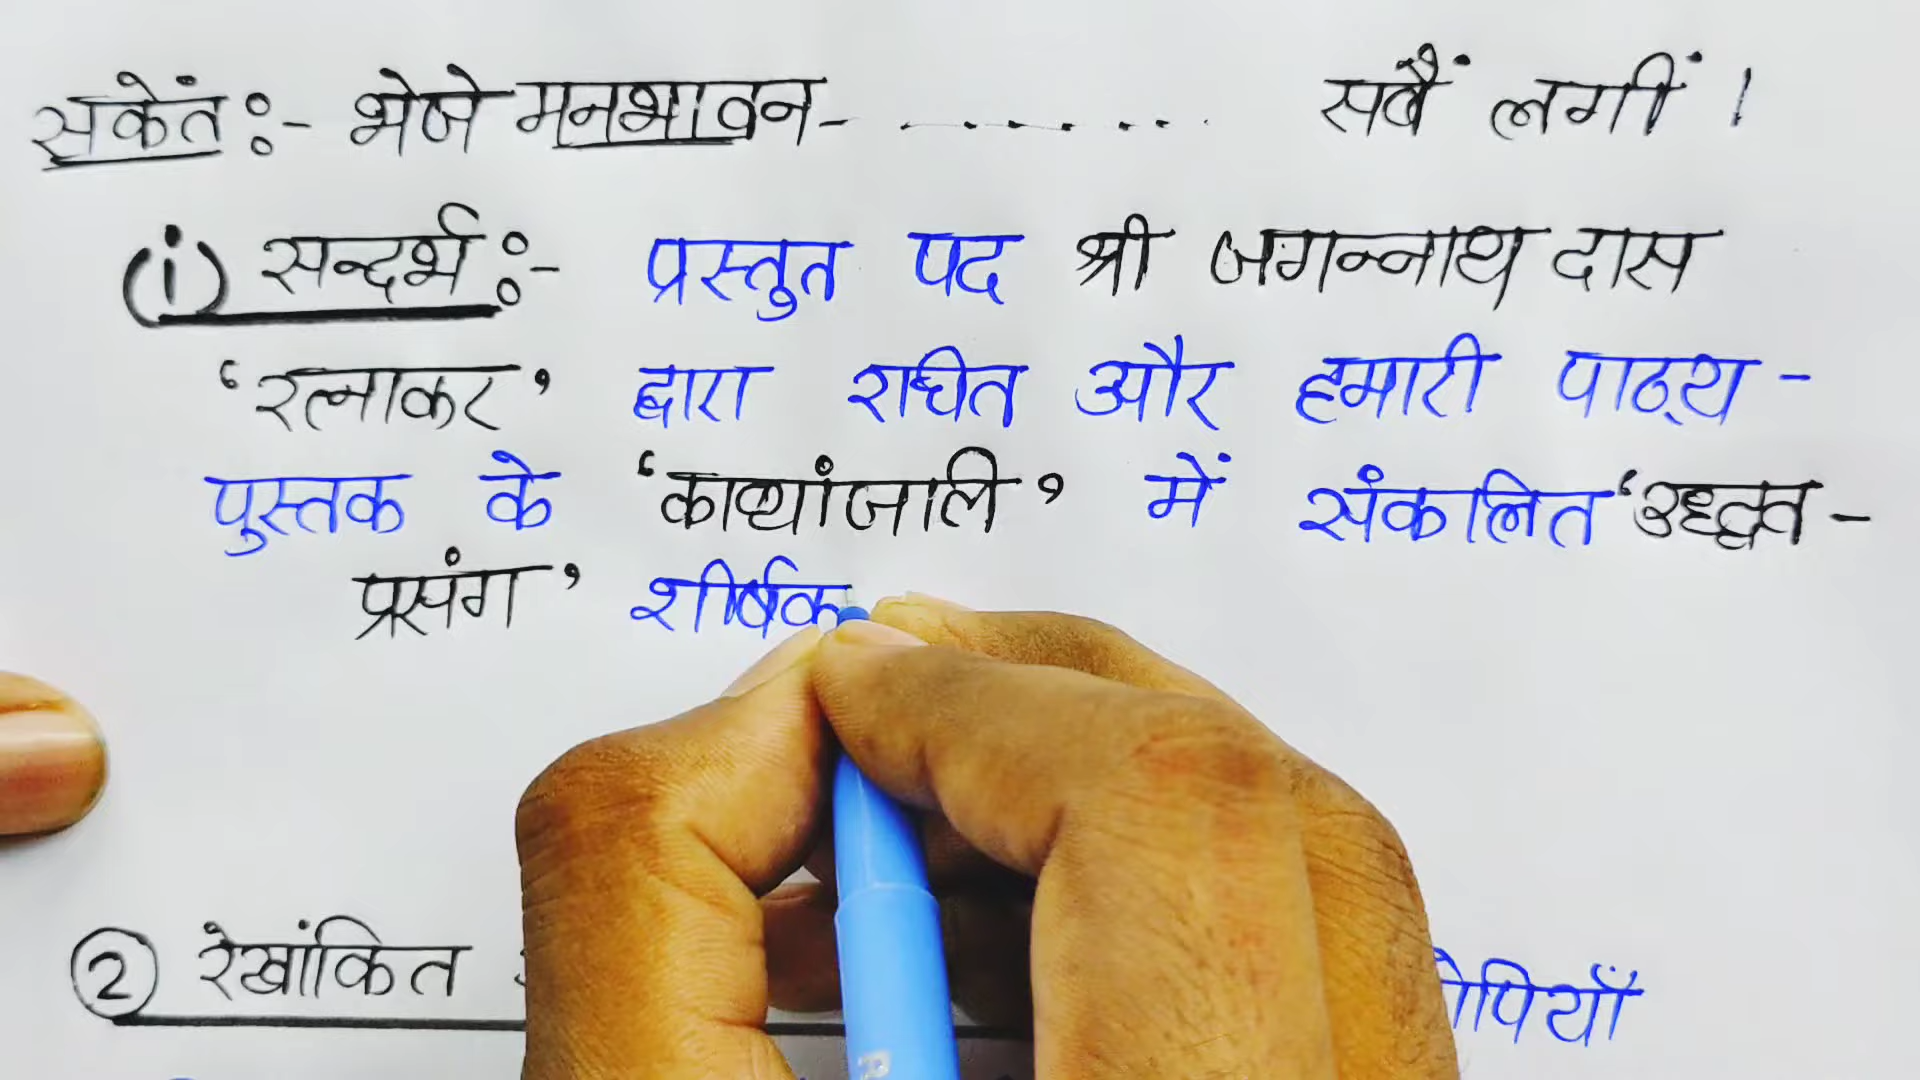 सकेतं :- भेजे मनभावन- ........ सबैं लगीं ।
(i) सन्दर्भ :- प्रस्तुत पद श्री जगन्नाथ दास
‘रत्नाकर’ द्वारा रचित और हमारी पाठ्य-
पुस्तक के ‘काव्यांजलि’ में संकलित ‘उद्धव-
प्रसंग’ शीर्षक
② रेखांकित